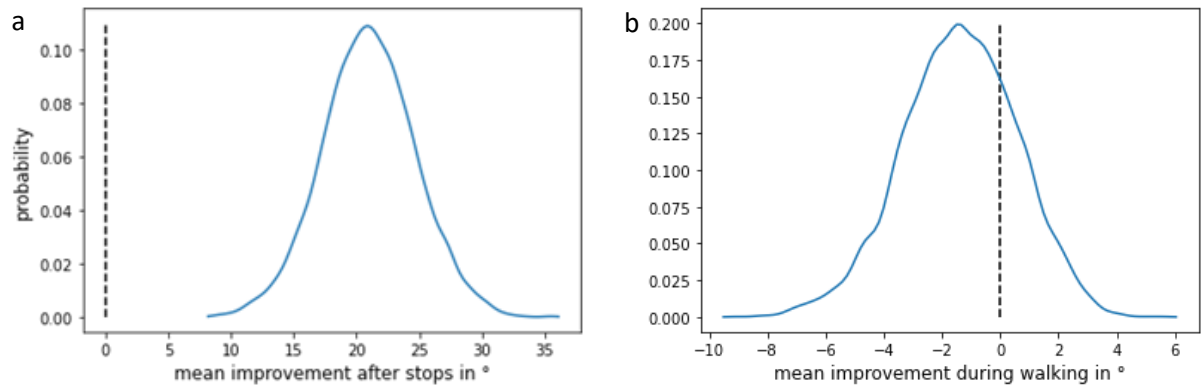 a
probability
0.10
0.08
0.06
0.04
0.02
0.00
0 5 10 15 20 25 30 35
mean improvement after stops in °
b
0.200
0.175
0.150
0.125
0.100
0.075
0.050
0.025
0.000
−10 −8 −6 −4 −2 0 2 4 6
mean improvement during walking in °